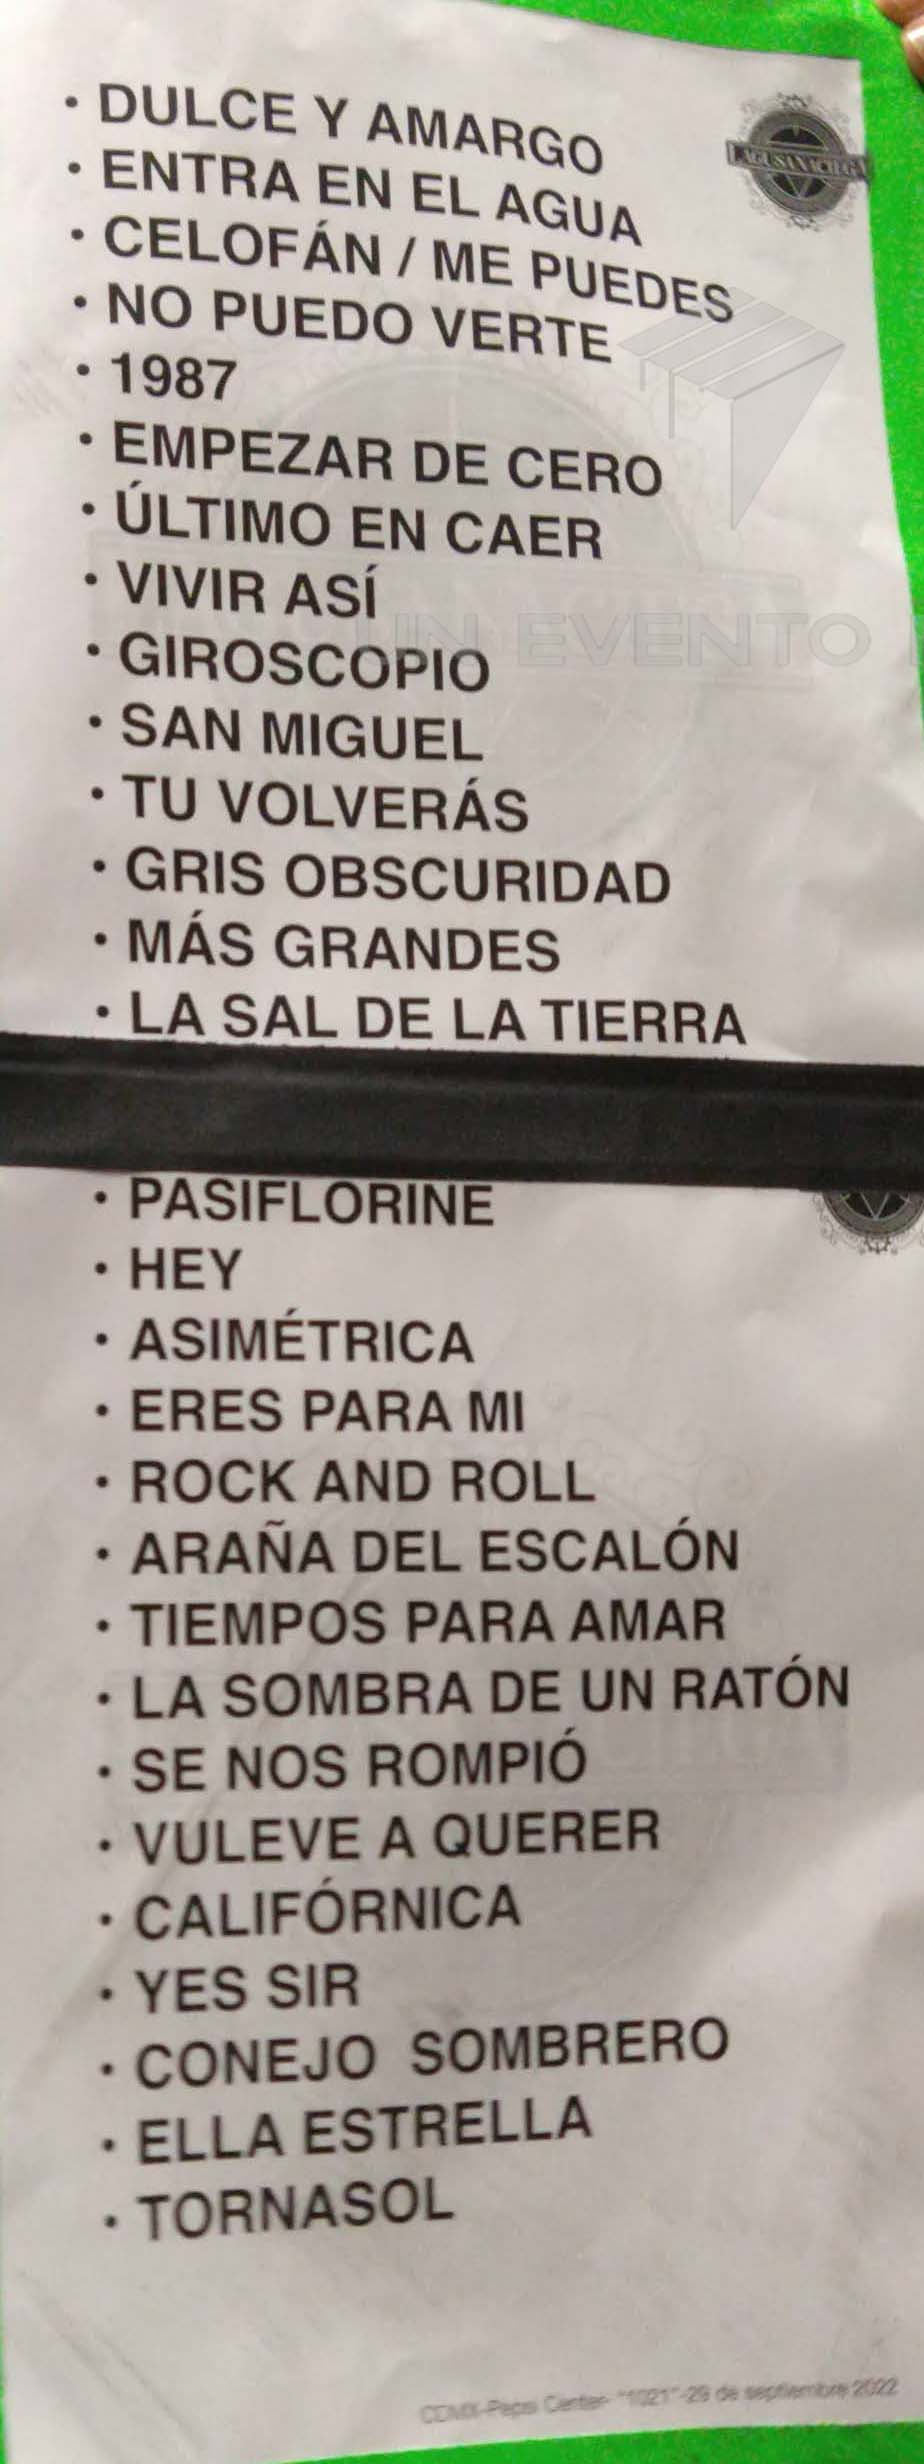 • DULCE Y AMARGO
LAGUSANACIEGA
• ENTRA EN EL AGUA
• CELOFÁN / ME PUEDES
• NO PUEDO VERTE
• 1987
• EMPEZAR DE CERO
• ÚLTIMO EN CAER
• VIVIR ASÍ
UN EVENTO
• GIROSCOPIO
• SAN MIGUEL
• TU VOLVERÁS
• GRIS OBSCURIDAD
• MÁS GRANDES
• LA SAL DE LA TIERRA
• PASIFLORINE
• HEY
• ASIMÉTRICA
• ERES PARA MI
• ROCK AND ROLL
• ARAÑA DEL ESCALÓN
• TIEMPOS PARA AMAR
• LA SOMBRA DE UN RATÓN
• SE NOS ROMPIÓ
• VULEVE A QUERER
• CALIFÓRNICA
• YES SIR
• CONEJO SOMBRERO
• ELLA ESTRELLA
• TORNASOL
CDMX-Pepsi Center- "1021"-29 de septiembre 2022